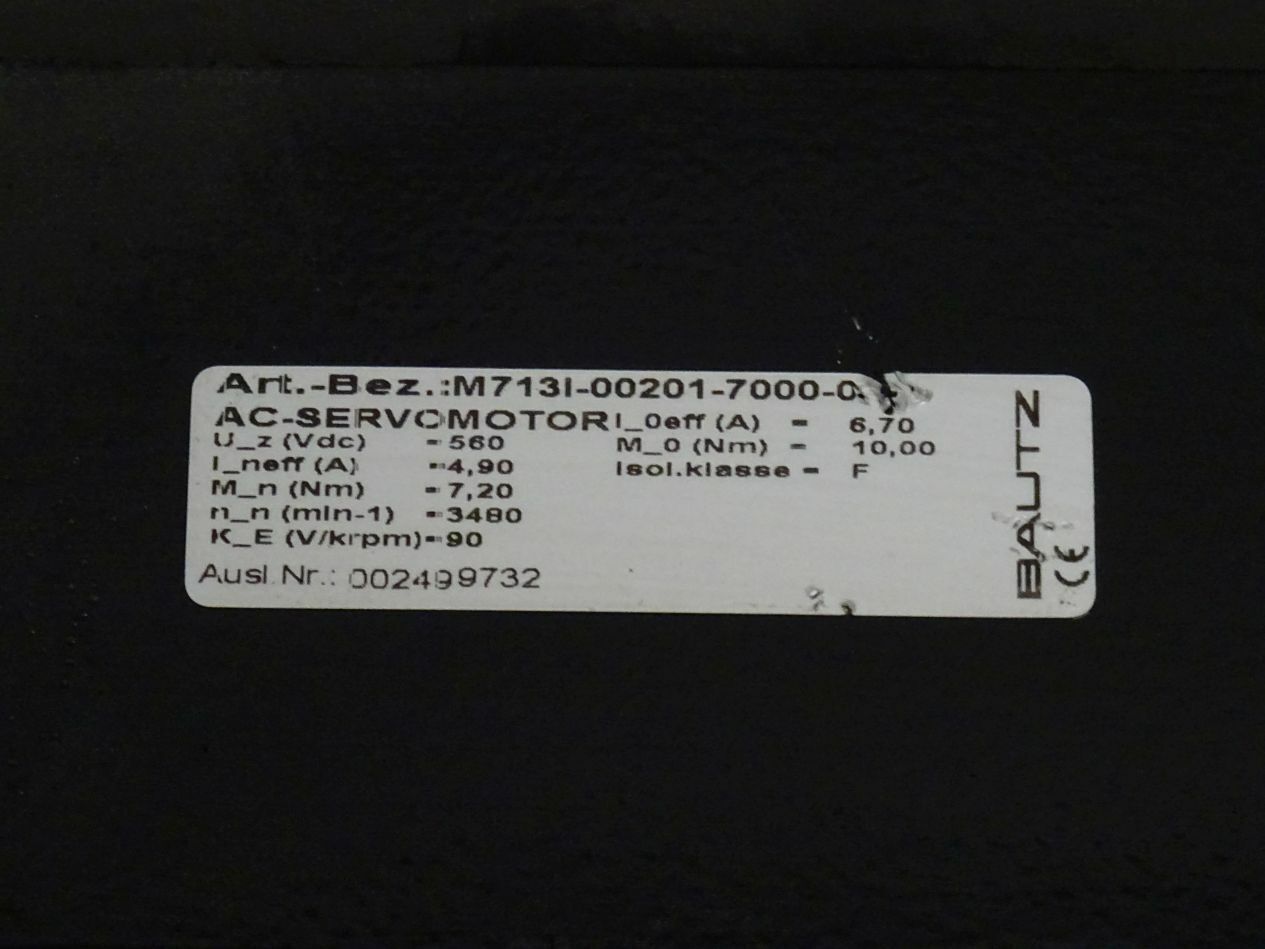 Art.-Bez.:M713I-00201-7000-0
AC-SERVOMOTOR I_0eff (A) = 6,70
U_z (Vdc) =560 M_0 (Nm) = 10,00
I_neff (A) =4,90 Isol.klasse = F
M_n (Nm) =7,20
n_n (min-1) =3480
K_E (V/krpm)=90
Ausl.Nr.: 002499732
BAUTZ
CE